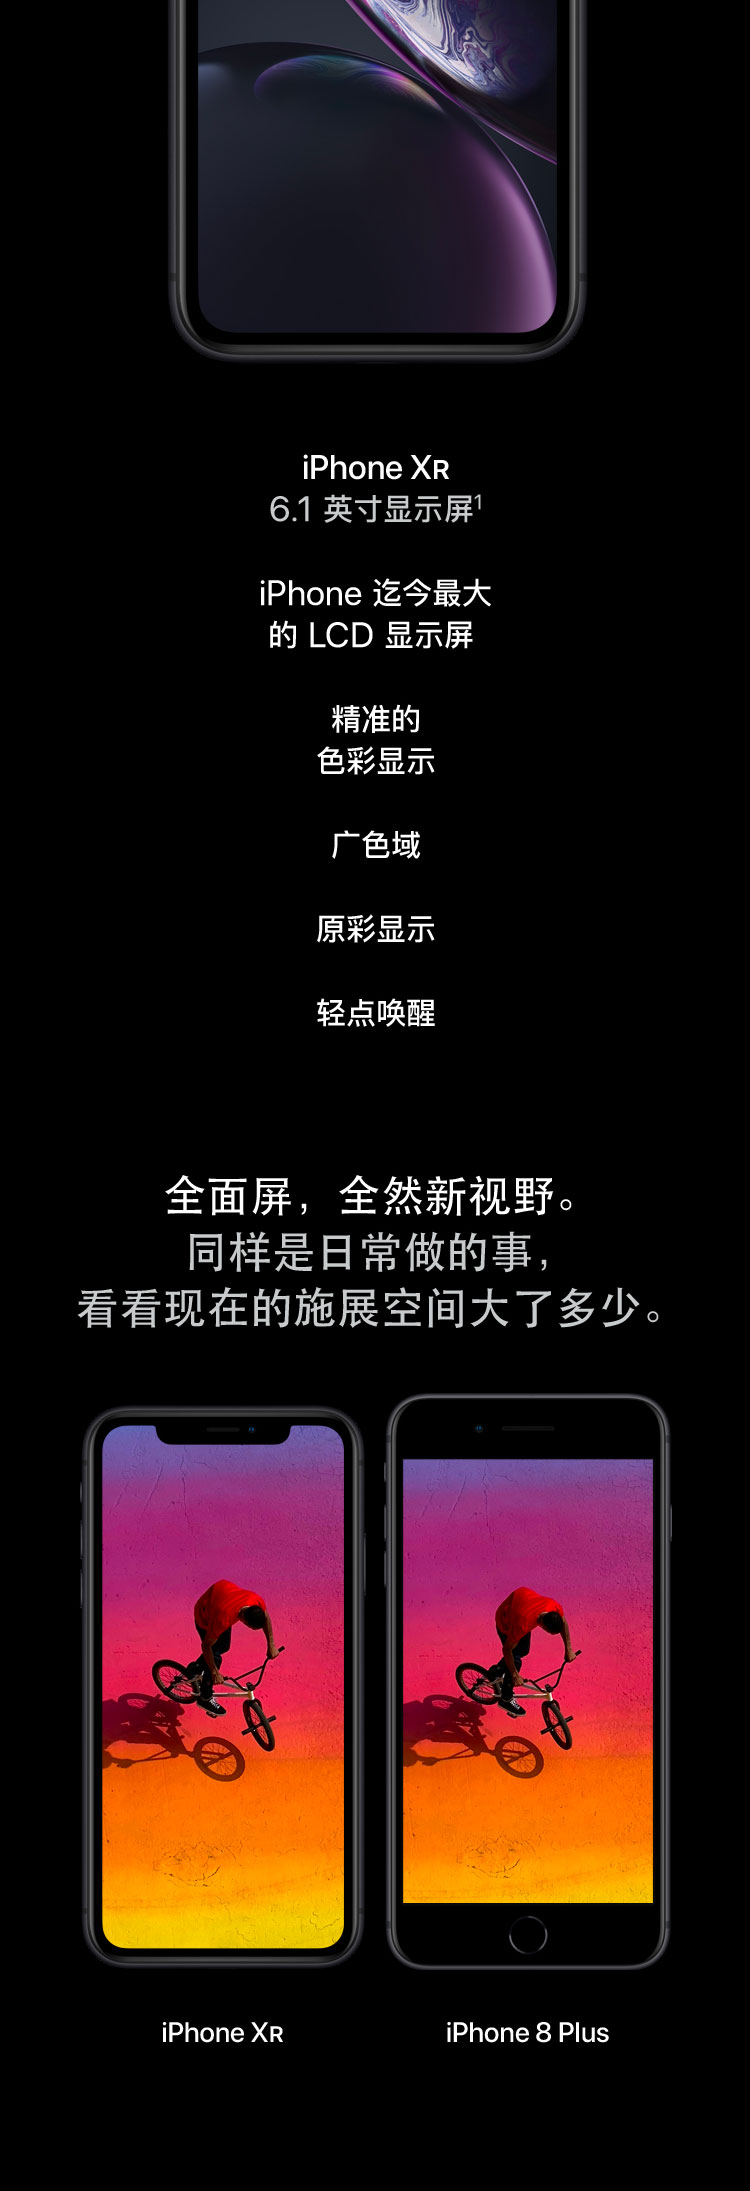 iPhone XR
6.1 英寸显示屏¹
iPhone 迄今最大
的 LCD 显示屏
精准的
色彩显示
广色域
原彩显示
轻点唤醒
全面屏，全然新视野。
同样是日常做的事，
看看现在的施展空间大了多少。
iPhone XR
iPhone 8 Plus